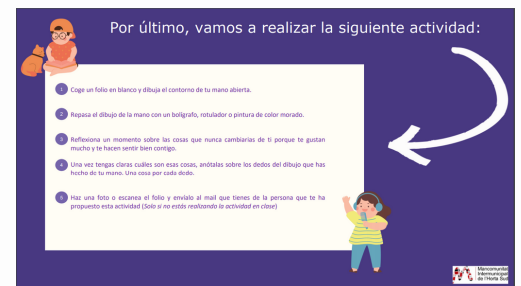 Por último, vamos a realizar la siguiente actividad:
1 Coge un folio en blanco y dibuja el contorno de tu mano abierta.
2 Repasa el dibujo de la mano con un bolígrafo, rotulador o pintura de color morado.
3 Reflexiona un momento sobre las cosas que nunca cambiarias de ti porque te gustan
mucho y te hacen sentir bien contigo.
4 Una vez tengas claras cuáles son esas cosas, anótalas sobre los dedos del dibujo que has
hecho de tu mano. Una cosa por cada dedo.
5 Haz una foto o escanea el folio y envíalo al mail que tienes de la persona que te ha
propuesto esta actividad (Solo si no estás realizando la actividad en clase)
Mancomunitat
Intermunicipal
de l'Horta Sud